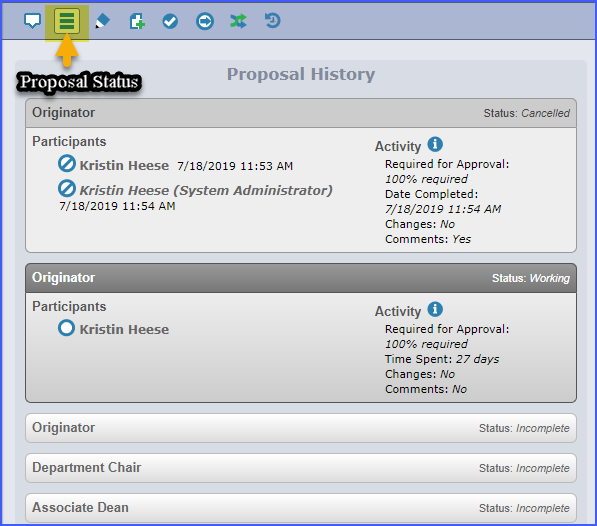 Proposal Status
Proposal History
Originator Status: Cancelled
Participants
Kristin Heese 7/18/2019 11:53 AM
Kristin Heese (System Administrator)
7/18/2019 11:54 AM
Activity
Required for Approval:
100% required
Date Completed:
7/18/2019 11:54 AM
Changes: No
Comments: Yes
Originator Status: Working
Participants
Kristin Heese
Activity
Required for Approval:
100% required
Time Spent: 27 days
Changes: No
Comments: No
Originator Status: Incomplete
Department Chair Status: Incomplete
Associate Dean Status: Incomplete